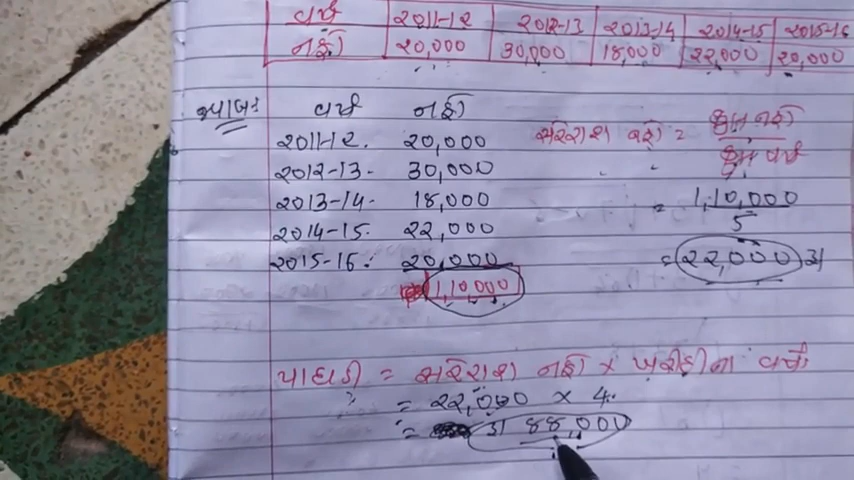 વર્ષ 2011-12 2012-13 2013-14 2014-15 2015-16
નફો 20,000 30,000 18,000 22,000 20,000
જવાબઃ વર્ષ નફો
2011-12. 20,000
2012-13 - 30,000
2013-14 - 18,000
2014-15. 22,000
2015-16: 20,000
1,10,000
સરેરાશ નફો = કુલ નફો
કુલ વર્ષ
= 1,10,000
5
= 22,000 રૂ
પાઘડી = સરેરાશ નફો x ખરીદીના વર્ષો
" = 22,000 x 4.
" = રૂ 88,000